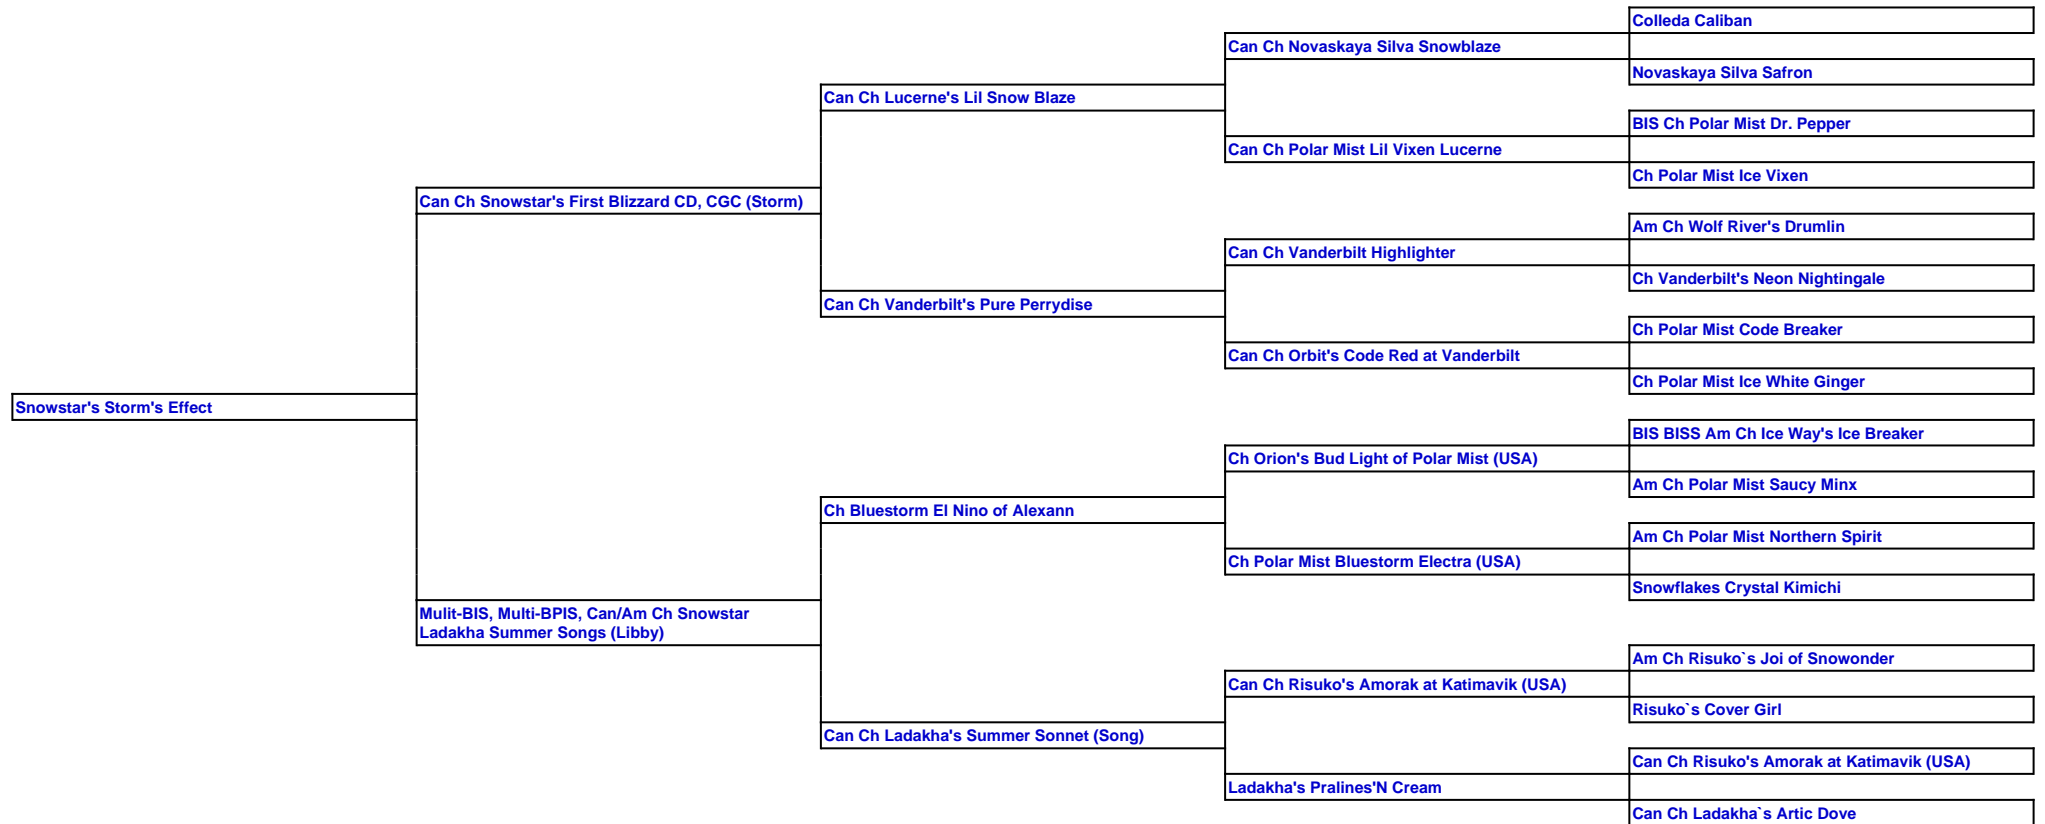 Colleda Caliban
Can Ch Novaskaya Silva Snowblaze
Novaskaya Silva Safron
Can Ch Lucerne's Lil Snow Blaze
BIS Ch Polar Mist Dr. Pepper
Can Ch Polar Mist Lil Vixen Lucerne
Ch Polar Mist Ice Vixen
Can Ch Snowstar's First Blizzard CD, CGC (Storm)
Am Ch Wolf River's Drumlin
Can Ch Vanderbilt Highlighter
Ch Vanderbilt's Neon Nightingale
Can Ch Vanderbilt's Pure Perrydise
Ch Polar Mist Code Breaker
Can Ch Orbit's Code Red at Vanderbilt
Ch Polar Mist Ice White Ginger
Snowstar's Storm's Effect
BIS BISS Am Ch Ice Way's Ice Breaker
Ch Orion's Bud Light of Polar Mist (USA)
Am Ch Polar Mist Saucy Minx
Ch Bluestorm El Nino of Alexann
Am Ch Polar Mist Northern Spirit
Ch Polar Mist Bluestorm Electra (USA)
Snowflakes Crystal Kimichi
Mulit-BIS, Multi-BPIS, Can/Am Ch Snowstar
Ladakha Summer Songs (Libby)
Am Ch Risuko`s Joi of Snowonder
Can Ch Risuko's Amorak at Katimavik (USA)
Risuko`s Cover Girl
Can Ch Ladakha's Summer Sonnet (Song)
Can Ch Risuko's Amorak at Katimavik (USA)
Ladakha's Pralines'N Cream
Can Ch Ladakha`s Artic Dove